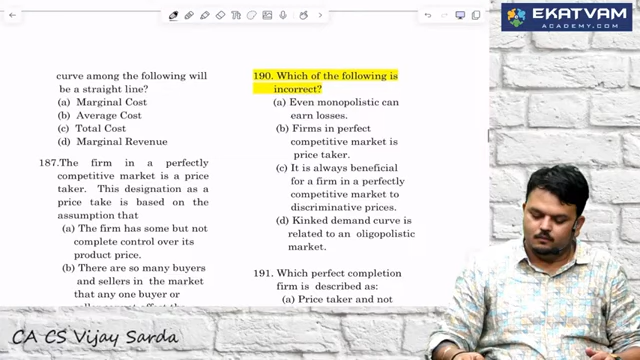 EKATVAM
ACADEMY.COM
curve among the following will
be a straight line?
(a) Marginal Cost
(b) Average Cost
(c) Total Cost
(d) Marginal Revenue
187.The firm in a perfectly
competitive market is a price
taker. This designation as a
price take is based on the
assumption that
(a) The firm has some but not
complete control over its
product price.
(b) There are so many buyers
and sellers in the market
that any one buyer or
190. Which of the following is
incorrect?
(a) Even monopolistic can
earn losses.
(b) Firms in perfect
competitive market is
price taker.
(c) It is always beneficial
for a firm in a perfectly
competitive market to
discriminative prices.
(d) Kinked demand curve is
related to an oligopolistic
market.
191. Which perfect completion
firm is described as:
(a) Price taker and not
CA CS Vijay Sarda